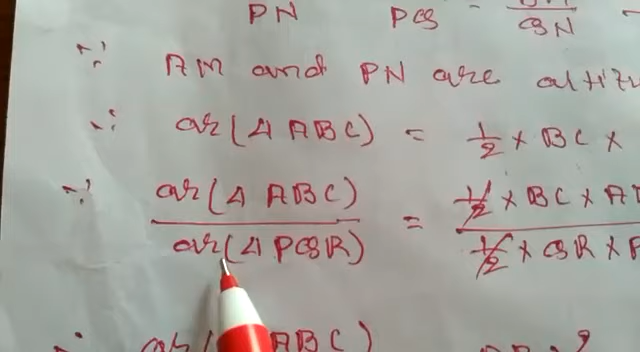 PN PQ = QN
∵ AM and PN are
∵ ar(Δ ABC) = 1/2 × BC ×
∵ ar(Δ ABC) / ar(Δ PQR) = 1/2 × BC × / 1/2 × QR ×
∴ ar( ABC)